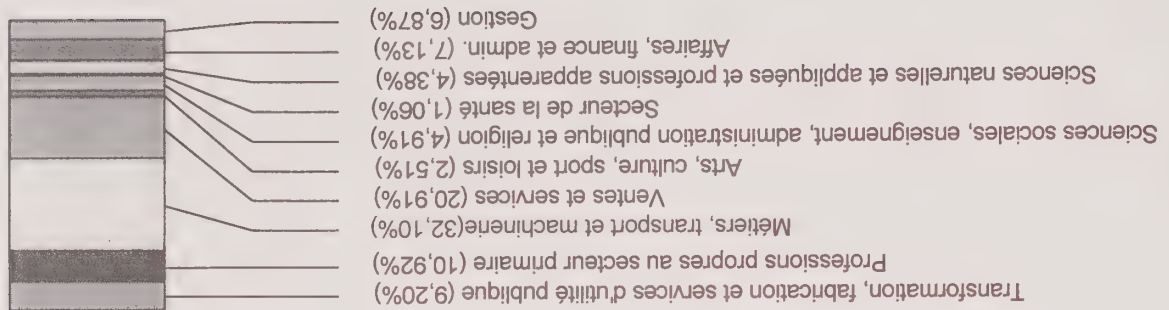 Transformation, fabrication et services d'utilité publique (9,20%)
Professions propres au secteur primaire (10,92%)
Métiers, transport et machinerie(32,10%)
Ventes et services (20,91%)
Arts, culture, sport et loisirs (2,51%)
Sciences sociales, enseignement, administration publique et religion (4,91%)
Secteur de la santé (1,06%)
Sciences naturelles et appliquées et professions apparentées (4,38%)
Affaires, finance et admin. (7,13%)
Gestion (6,87%)